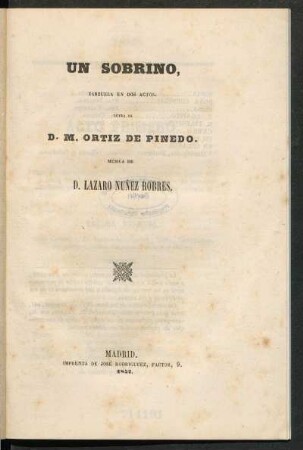 UN SOBRINO,
ZARZUELA EN DOS ACTOS.
LETRA DE
D. M. ORTIZ DE PINEDO.
MÚSICA DE
D. LAZARO NUÑEZ ROBRES.
MADRID.
IMPRENTA DE JOSÉ RODRIGUEZ, FACTOR, 9.